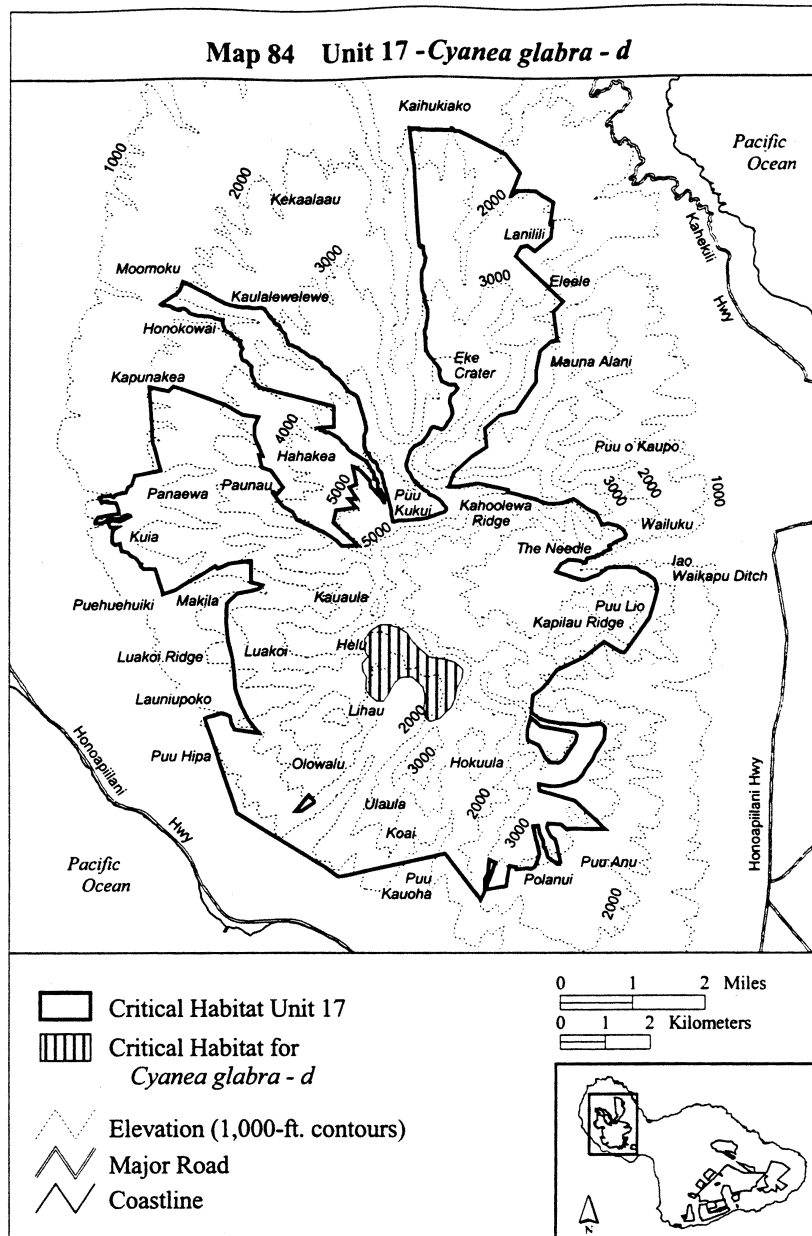 Map 84 Unit 17 -Cyanea glabra - d
Kaihukiako
Pacific
Ocean
1000
2000
Kekaalaau
2000
Lanilili
Kahekili
Hwy
3000
3000
Moomoku
Eleele
Kaulalewelewe
Honokowai
Eke
Crater
Mauna Alani
Kapunakea
4000
Hahakea
Puu o Kaupo
3000
2000
1000
Panaewa
Paunau
5000
Puu
Kukui
Kahoolewa
Ridge
Wailuku
5000
Kuia
The Needle
Iao
Waikapu Ditch
Puehuehuiki
Makila
Kauaula
Puu Lio
Kapilau Ridge
Luakoi Ridge
Luakoi
Helu
Launiupoko
Lihau
2000
Puu Hipa
Olowalu
3000
Hokuula
Honoapiilani
Hwy
Ulaula
2000
Koai
3000
Honoapiilani Hwy
Pacific
Ocean
Puu
Kauoha
Polanui
Puu Anu
2000
0 1 2 Miles
0 1 2 Kilometers
Critical Habitat Unit 17
Critical Habitat for
Cyanea glabra - d
Elevation (1,000-ft. contours)
Major Road
Coastline
N